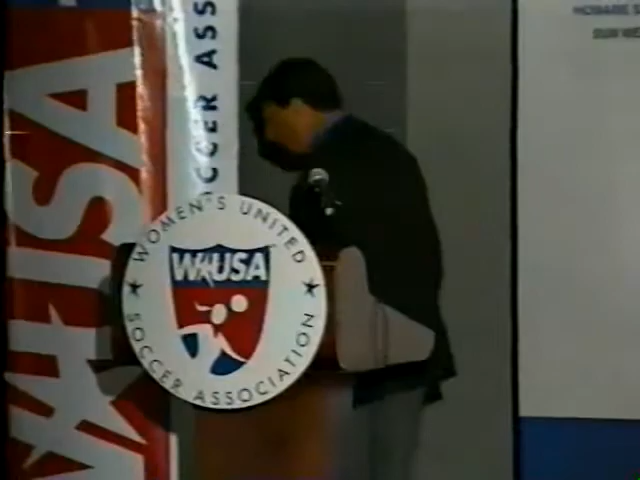 WUSA
SOCCER ASS
WOMEN'S UNITED
WUSA
SOCCER ASSOCIATION